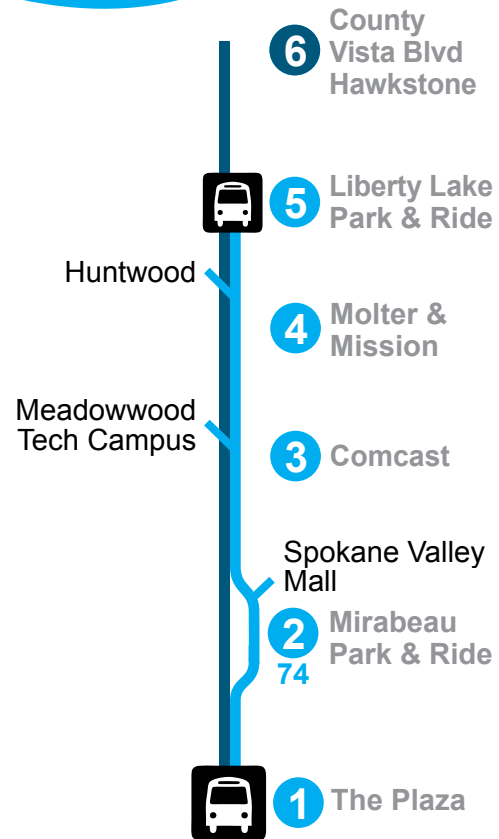 6
County
Vista Blvd
Hawkstone
5
Liberty Lake
Park & Ride
Huntwood
4
Molter &
Mission
Meadowwood
Tech Campus
3
Comcast
Spokane Valley
Mall
2
74
Mirabeau
Park & Ride
1
The Plaza